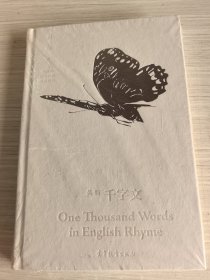 英韵 千字文
One Thousand Words
in English Rhyme